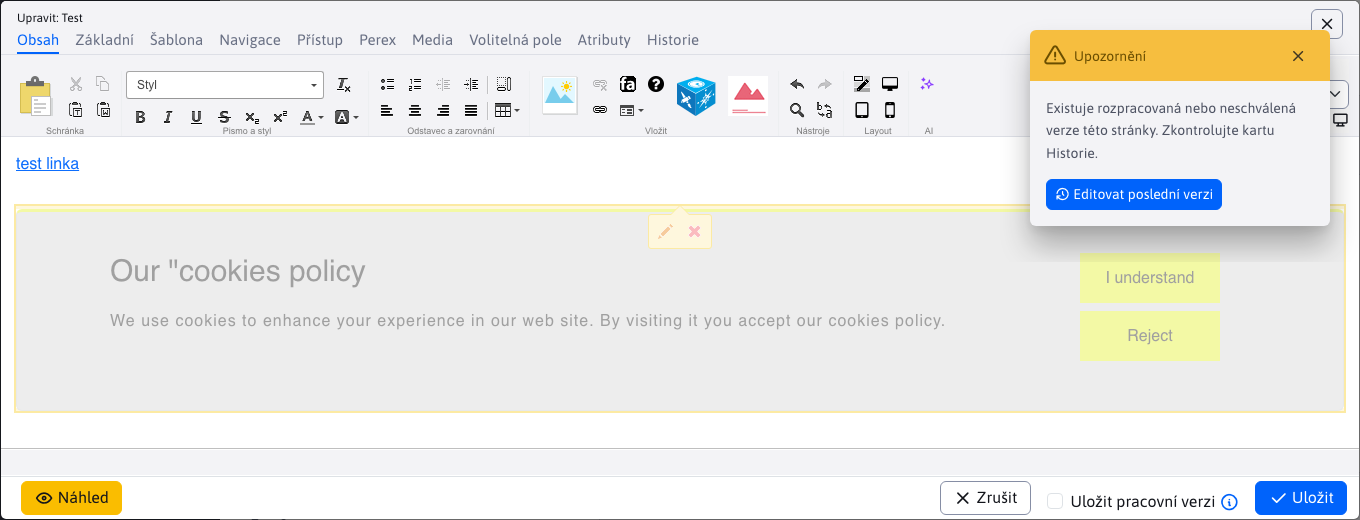 Upravit: Test
Obsah Základní Šablona Navigace Přístup Perex Media Volitelná pole Atributy Historie
Upozornění
Existuje rozpracovaná nebo neschválená
verze této stránky. Zkontrolujte kartu
Historie.
Editovat poslední verzi
Styl
Schránka Písmo a styl Odstavec a zarovnání Vložit Nástroje Layout AI
test linka
Our "cookies policy
We use cookies to enhance your experience in our web site. By visiting it you accept our cookies policy.
I understand
Reject
Náhled Zrušit Uložit pracovní verzi Uložit